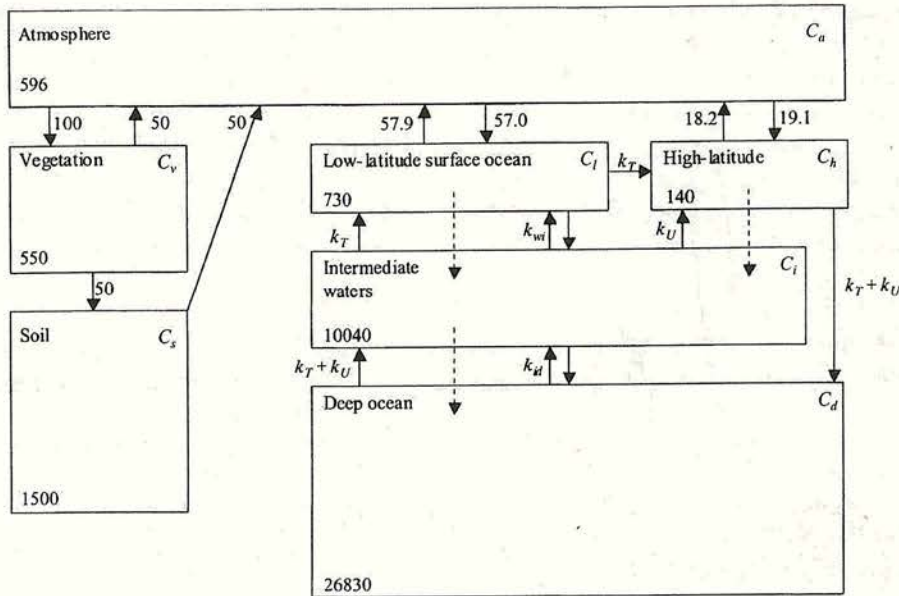 Atmosphere C_a
596
100 50 50 57.9 57.0 18.2 19.1
Vegetation C_v
550
Low-latitude surface ocean C_l
730
k_T
High-latitude C_h
140
k_T k_wi k_U
50
Intermediate waters C_i
10040
k_T + k_U
Soil C_s
1500
k_T + k_U k_id
Deep ocean C_d
26830